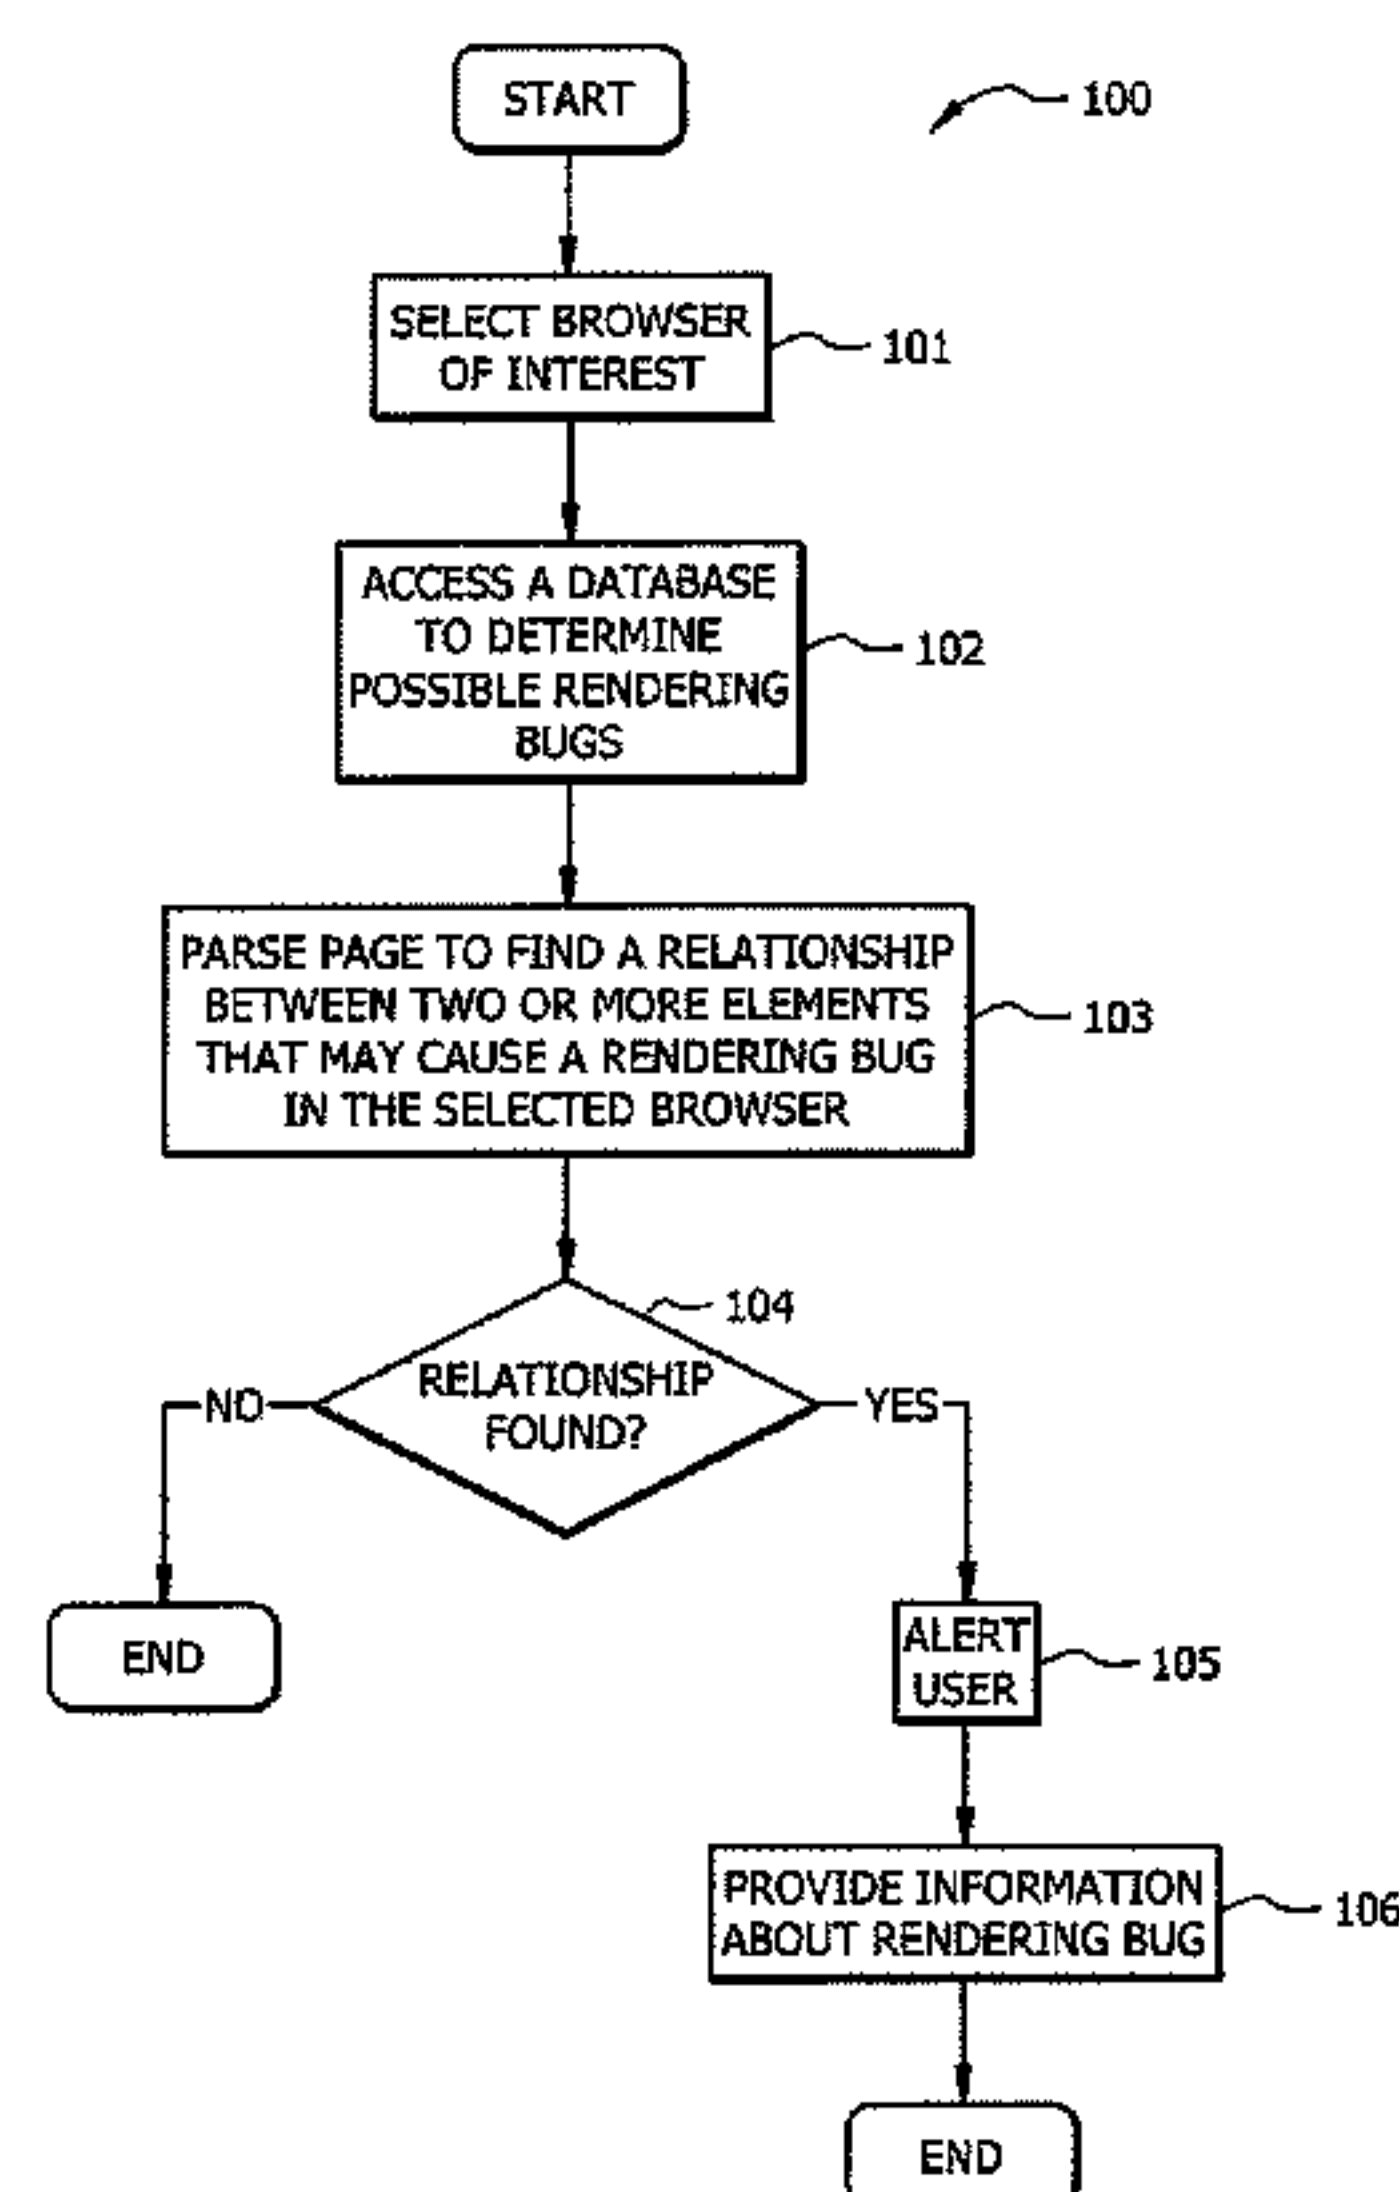 START
100
SELECT BROWSER
OF INTEREST
101
ACCESS A DATABASE
TO DETERMINE
POSSIBLE RENDERING
BUGS
102
PARSE PAGE TO FIND A RELATIONSHIP
BETWEEN TWO OR MORE ELEMENTS
THAT MAY CAUSE A RENDERING BUG
IN THE SELECTED BROWSER
103
104
RELATIONSHIP
FOUND?
NO
YES
END
ALERT
USER
105
PROVIDE INFORMATION
ABOUT RENDERING BUG
106
END